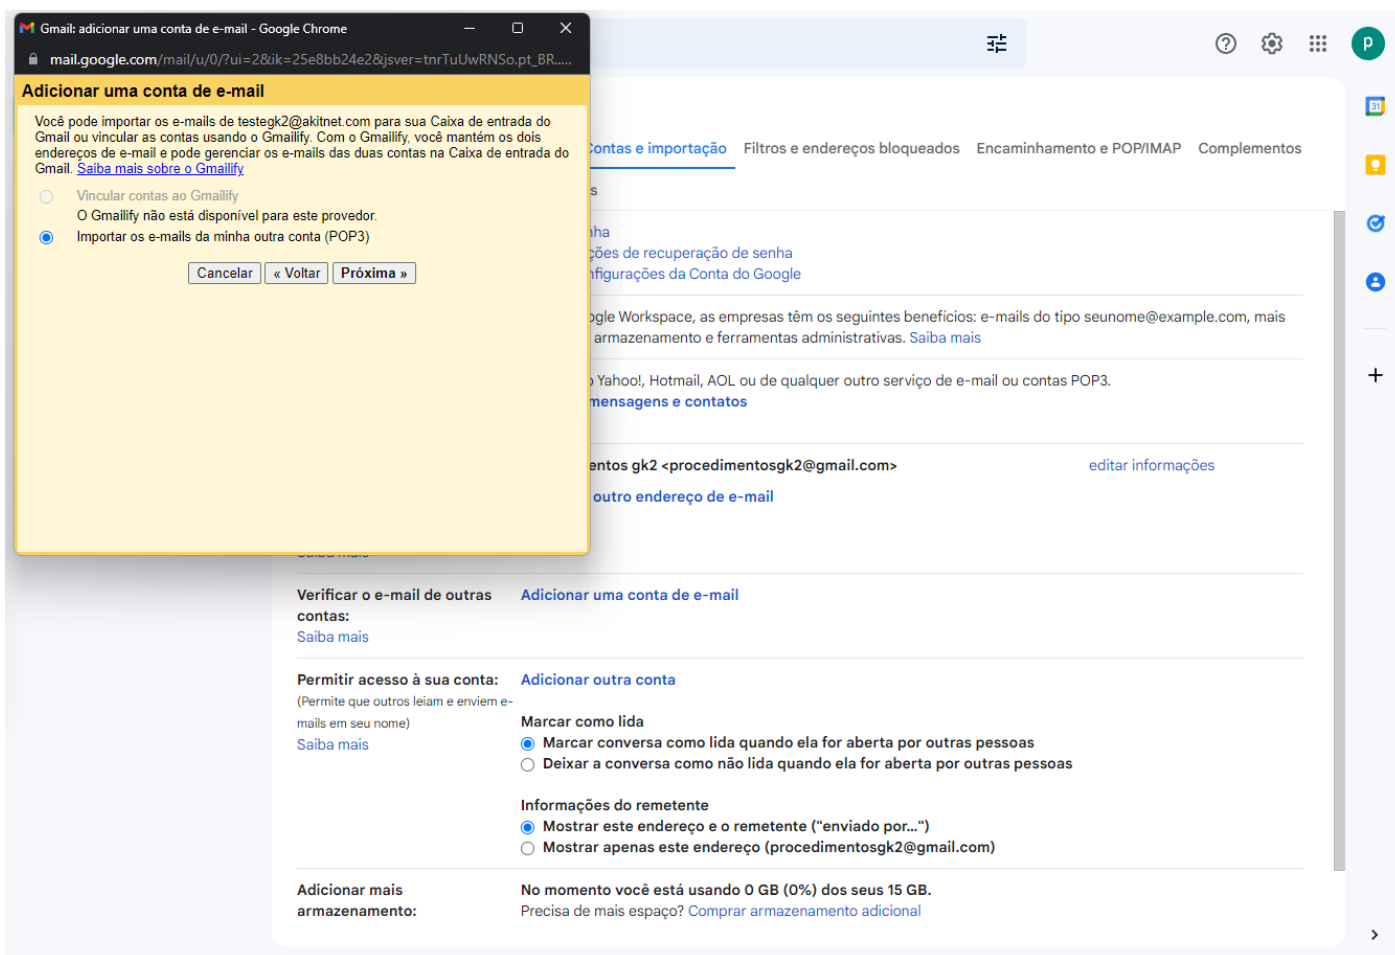 Gmail: adicionar uma conta de e-mail - Google Chrome
mail.google.com/mail/u/0/?ui=2&ik=25e8bb24e2&jsver=tnrTuUwRNSo.pt_BR.....
Adicionar uma conta de e-mail
Você pode importar os e-mails de testegk2@akitnet.com para sua Caixa de entrada do
Gmail ou vincular as contas usando o Gmailify. Com o Gmailify, você mantém os dois
endereços de e-mail e pode gerenciar os e-mails das duas contas na Caixa de entrada do
Gmail. Saiba mais sobre o Gmailify
Vincular contas ao Gmailify
O Gmailify não está disponível para este provedor.
Importar os e-mails da minha outra conta (POP3)
Cancelar « Voltar Próxima »
p
31
Contas e importação Filtros e endereços bloqueados Encaminhamento e POP/IMAP Complementos
s
nha
ções de recuperação de senha
nfigurações da Conta do Google
ogle Workspace, as empresas têm os seguintes benefícios: e-mails do tipo seunome@example.com, mais
armazenamento e ferramentas administrativas. Saiba mais
o Yahoo!, Hotmail, AOL ou de qualquer outro serviço de e-mail ou contas POP3.
mensagens e contatos
entos gk2 <procedimentosgk2@gmail.com> editar informações
outro endereço de e-mail
Saiba mais
Verificar o e-mail de outras
contas:
Saiba mais
Adicionar uma conta de e-mail
Permitir acesso à sua conta:
(Permite que outros leiam e enviem e-
mails em seu nome)
Saiba mais
Adicionar outra conta
Marcar como lida
Marcar conversa como lida quando ela for aberta por outras pessoas
Deixar a conversa como não lida quando ela for aberta por outras pessoas
Informações do remetente
Mostrar este endereço e o remetente ("enviado por...")
Mostrar apenas este endereço (procedimentosgk2@gmail.com)
Adicionar mais
armazenamento:
No momento você está usando 0 GB (0%) dos seus 15 GB.
Precisa de mais espaço? Comprar armazenamento adicional